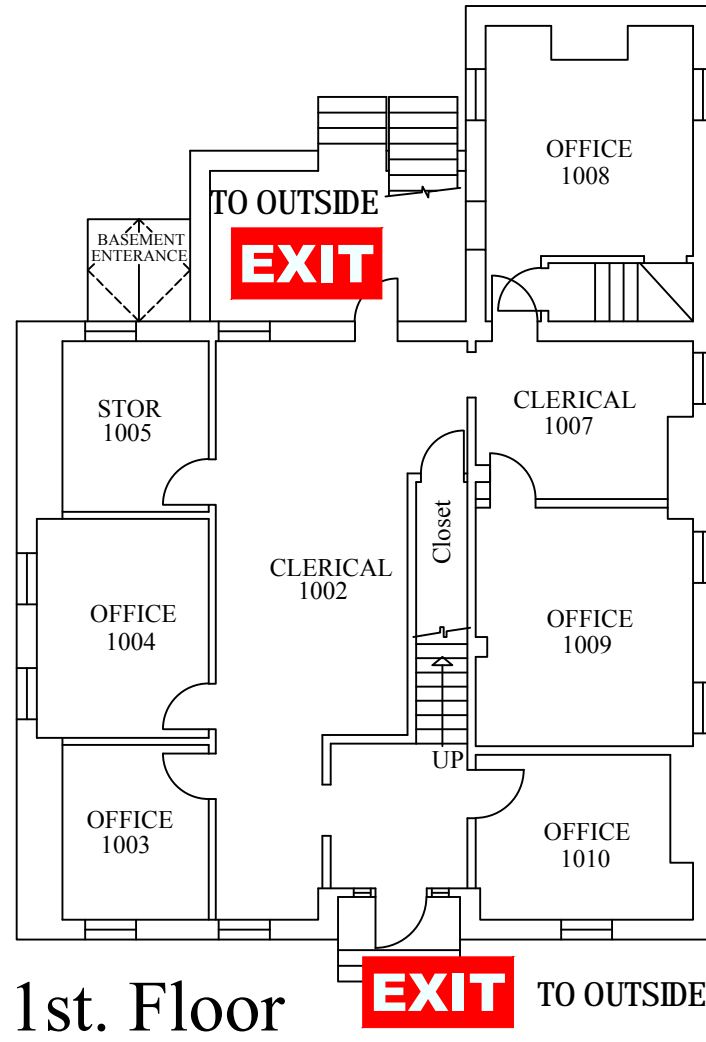 OFFICE
1008
TO OUTSIDE
EXIT
BASEMENT
ENTERANCE
STOR
1005
CLERICAL
1007
Closet
CLERICAL
1002
OFFICE
1004
OFFICE
1009
UP
OFFICE
1003
OFFICE
1010
1st. Floor
EXIT TO OUTSIDE